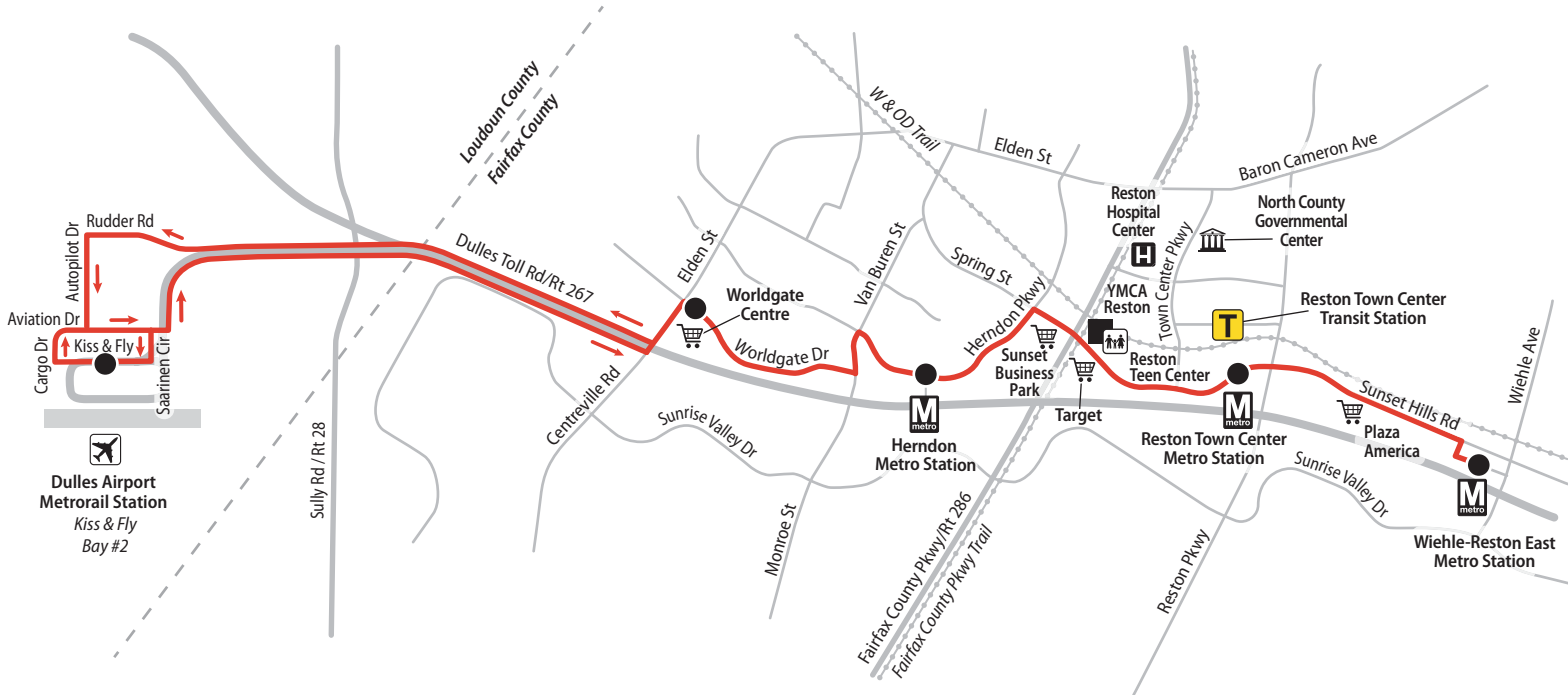 Loudoun County
Fairfax County
W & OD Trail
Elden St
Baron Cameron Ave
Reston
Hospital
Center
H
North County
Governmental
Center
Town Center Pkwy
Rudder Rd
Autopilot Dr
Aviation Dr
Kiss & Fly
Cargo Dr
Saarinen Cir
Dulles Airport
Metrorail Station
Kiss & Fly
Bay #2
Sully Rd / Rt 28
Dulles Toll Rd/Rt 267
Elden St
Worldgate
Centre
Worldgate Dr
Centreville Rd
Sunrise Valley Dr
Van Buren St
Spring St
Herndon Pkwy
Monroe St
M
metro
Herndon
Metro Station
Sunset
Business
Park
YMCA
Reston
Reston
Teen Center
Target
Fairfax County Pkwy/Rt 286
Fairfax County Pkwy Trail
T
Reston Town Center
Transit Station
M
metro
Reston Town Center
Metro Station
Reston Pkwy
Sunset Hills Rd
Plaza
America
Sunrise Valley Dr
Wiehle Ave
M
metro
Wiehle-Reston East
Metro Station